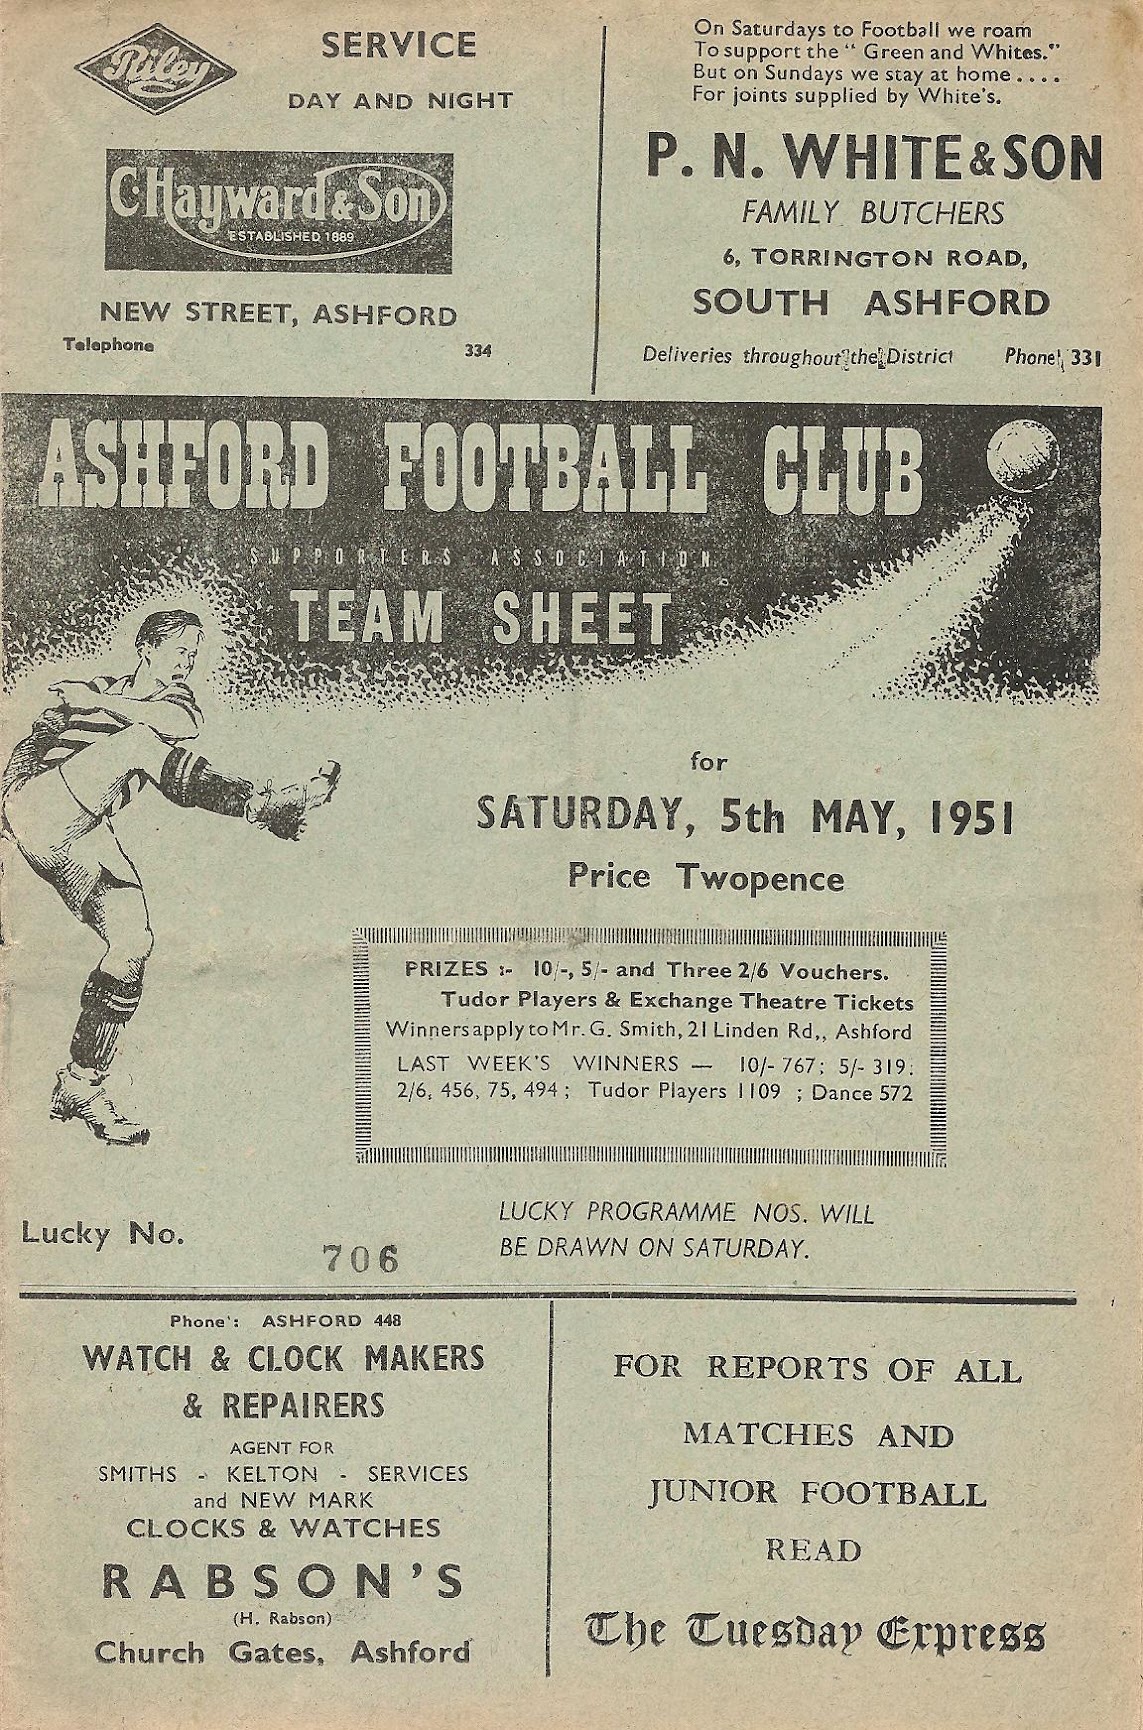 Riley
SERVICE
DAY AND NIGHT
C. Hayward & Son
ESTABLISHED 1889
NEW STREET, ASHFORD
Telephone 334
On Saturdays to Football we roam
To support the " Green and Whites."
But on Sundays we stay at home ....
For joints supplied by White's.
P. N. WHITE & SON
FAMILY BUTCHERS
6, TORRINGTON ROAD,
SOUTH ASHFORD
Deliveries throughout the District Phone' 331
ASHFORD FOOTBALL CLUB
SUPPORTERS ASSOCIATION
TEAM SHEET
for
SATURDAY, 5th MAY, 1951
Price Twopence
PRIZES :- 10/-, 5/- and Three 2/6 Vouchers.
Tudor Players & Exchange Theatre Tickets
Winners apply to Mr. G. Smith, 21 Linden Rd,, Ashford
LAST WEEK'S WINNERS — 10/- 767; 5/- 319;
2/6, 456, 75, 494 ; Tudor Players 1109 ; Dance 572
Lucky No. 706
LUCKY PROGRAMME NOS. WILL
BE DRAWN ON SATURDAY.
Phone': ASHFORD 448
WATCH & CLOCK MAKERS
& REPAIRERS
AGENT FOR
SMITHS - KELTON - SERVICES
and NEW MARK
CLOCKS & WATCHES
RABSON'S
(H. Rabson)
Church Gates, Ashford
FOR REPORTS OF ALL
MATCHES AND
JUNIOR FOOTBALL
READ
The Tuesday Express